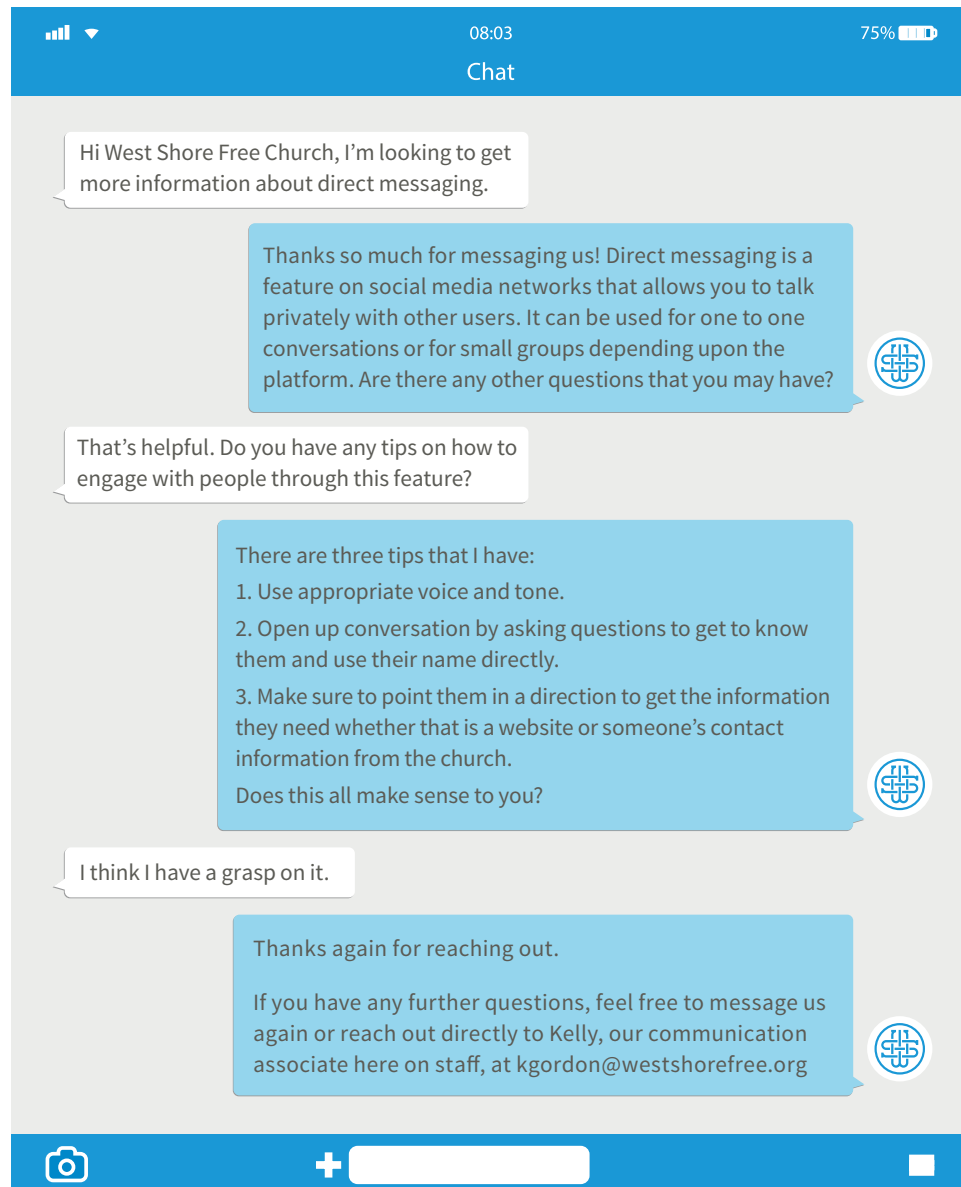 08:03
75%
Chat
Hi West Shore Free Church, I’m looking to get
more information about direct messaging.
Thanks so much for messaging us! Direct messaging is a
feature on social media networks that allows you to talk
privately with other users. It can be used for one to one
conversations or for small groups depending upon the
platform. Are there any other questions that you may have?
That’s helpful. Do you have any tips on how to
engage with people through this feature?
There are three tips that I have:
1. Use appropriate voice and tone.
2. Open up conversation by asking questions to get to know
them and use their name directly.
3. Make sure to point them in a direction to get the information
they need whether that is a website or someone’s contact
information from the church.
Does this all make sense to you?
I think I have a grasp on it.
Thanks again for reaching out.
If you have any further questions, feel free to message us
again or reach out directly to Kelly, our communication
associate here on staff, at kgordon@westshorefree.org